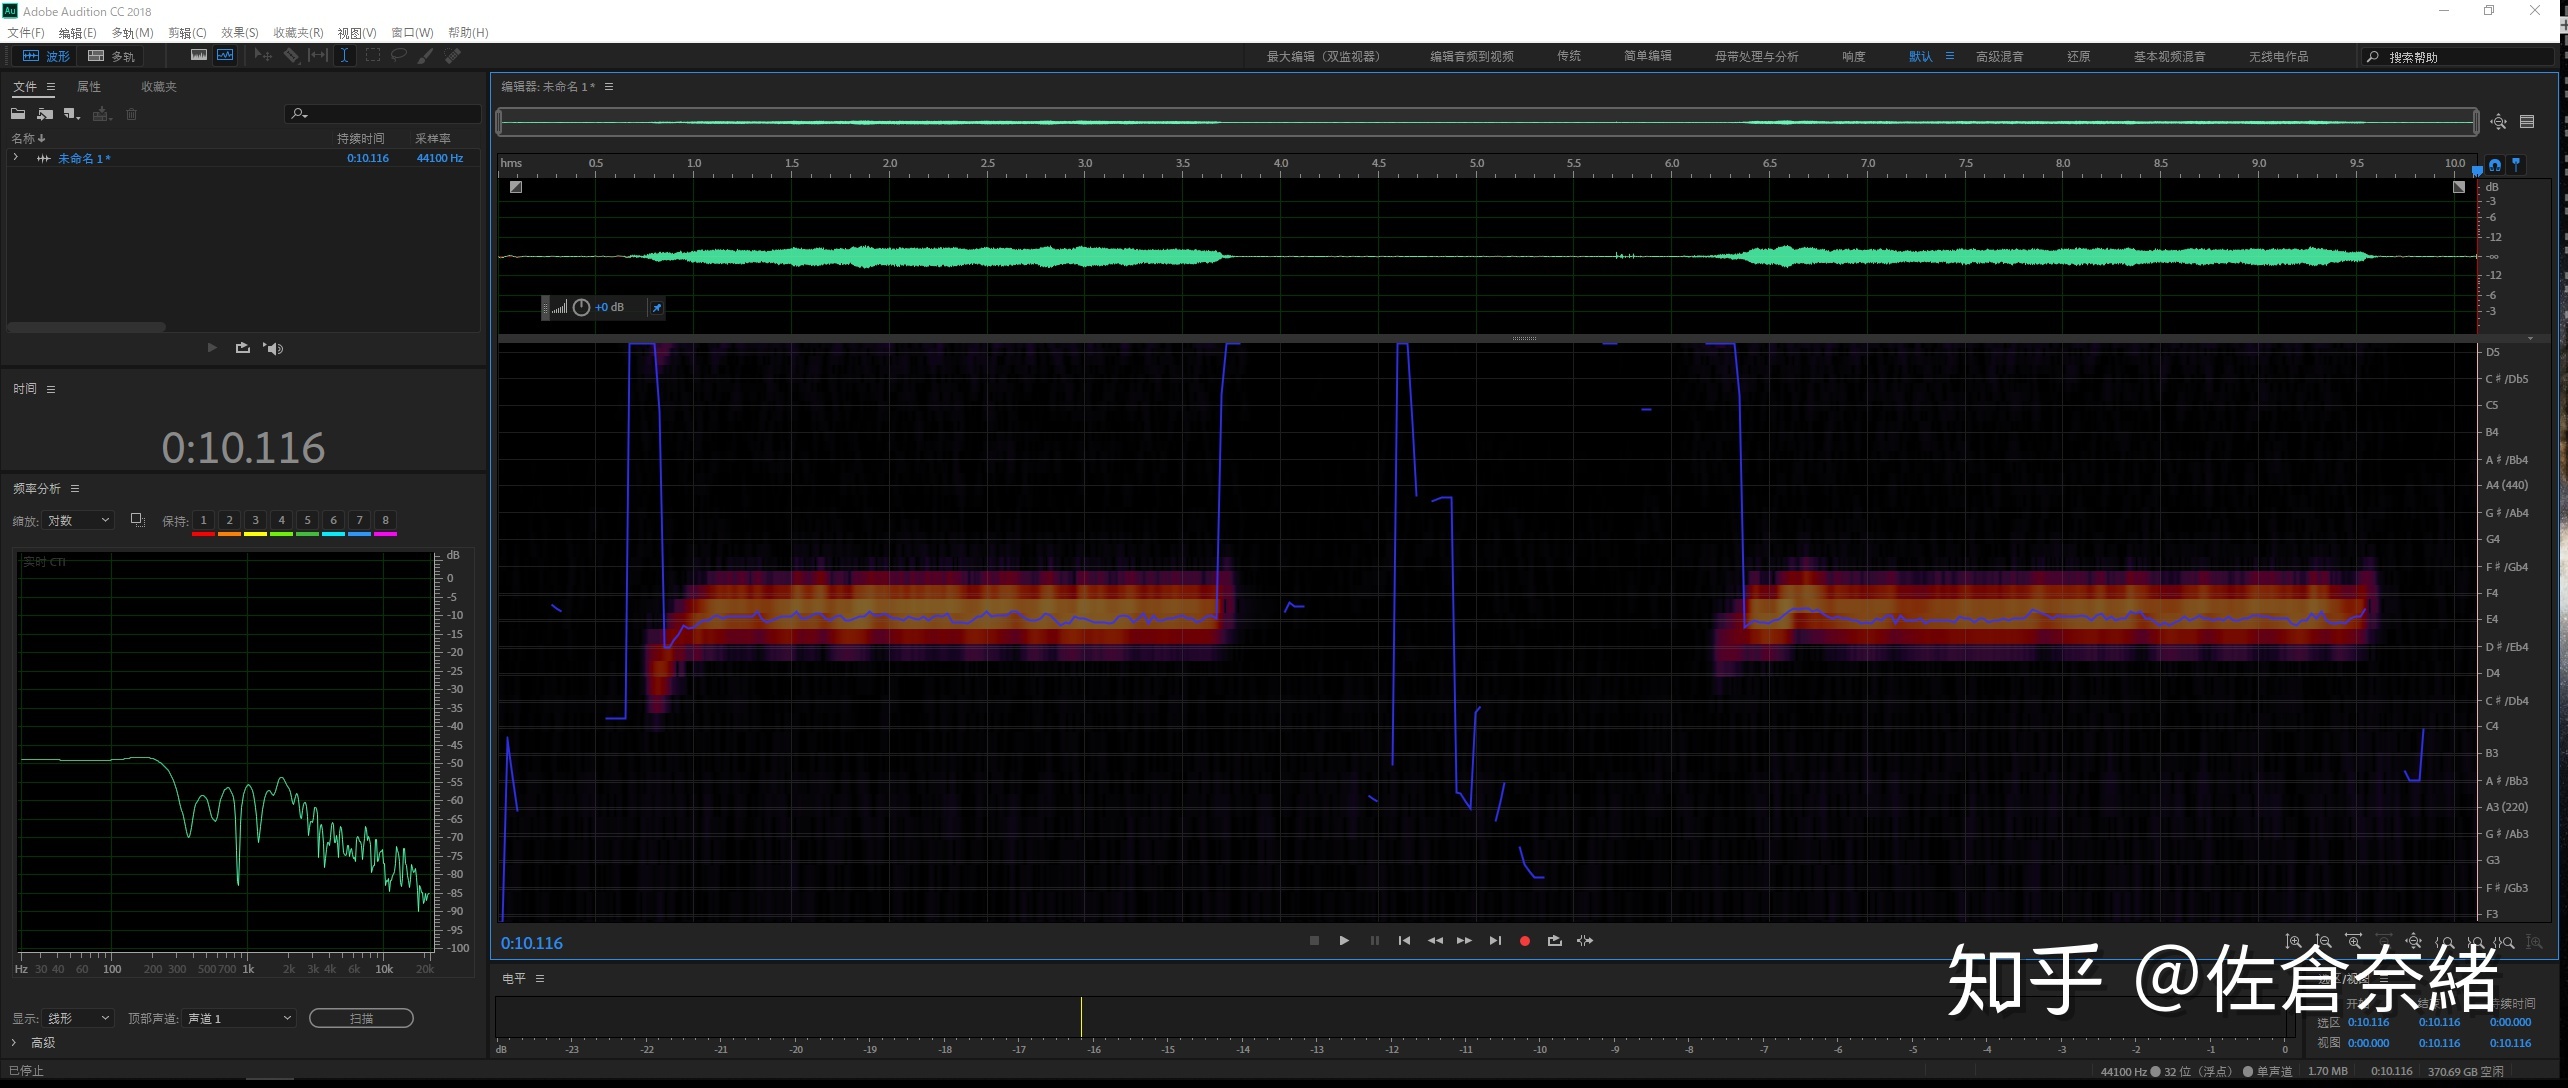 Adobe Audition CC 2018
文件(F) 编辑(E) 多轨(M) 剪辑(C) 效果(S) 收藏夹(R) 视图(V) 窗口(W) 帮助(H)
波形 多轨 最大编辑（双监视器） 编辑音频到视频 传统 简单编辑 母带处理与分析 响度 默认 高级混音 还原 基本视频混音 无线电作品 搜索帮助
文件 属性 收藏夹
编辑器: 未命名 1 *
名称 持续时间 采样率
未命名 1 * 0:10.116 44100 Hz
hms 0.5 1.0 1.5 2.0 2.5 3.0 3.5 4.0 4.5 5.0 5.5 6.0 6.5 7.0 7.5 8.0 8.5 9.0 9.5 10.0
dB
-3
-6
-12
-∞
-12
-6
-3
+0 dB
时间
0:10.116
D5
C♯/Db5
C5
B4
A♯/Bb4
A4 (440)
G♯/Ab4
G4
F♯/Gb4
F4
E4
D♯/Eb4
D4
C♯/Db4
C4
B3
A♯/Bb3
A3 (220)
G♯/Ab3
G3
F♯/Gb3
F3
频率分析
缩放: 对数 保持: 1 2 3 4 5 6 7 8
实时 CTI
dB
0
-5
-10
-15
-20
-25
-30
-35
-40
-45
-50
-55
-60
-65
-70
-75
-80
-85
-90
-95
-100
Hz 30 40 60 100 200 300 500 700 1k 2k 3k 4k 6k 10k 20k
显示: 线形 顶部声道: 声道 1 扫描
高级
已停止
0:10.116
电平
dB -23 -22 -21 -20 -19 -18 -17 -16 -15 -14 -13 -12 -11 -10 -9 -8 -7 -6 -5 -4 -3 -2 -1 0
知乎 @佐倉奈緒
持续时间
选区 0:10.116 0:10.116 0:00.000
视图 0:00.000 0:10.116 0:10.116
44100 Hz 32 位（浮点） 单声道 1.70 MB 0:10.116 370.69 GB 空闲